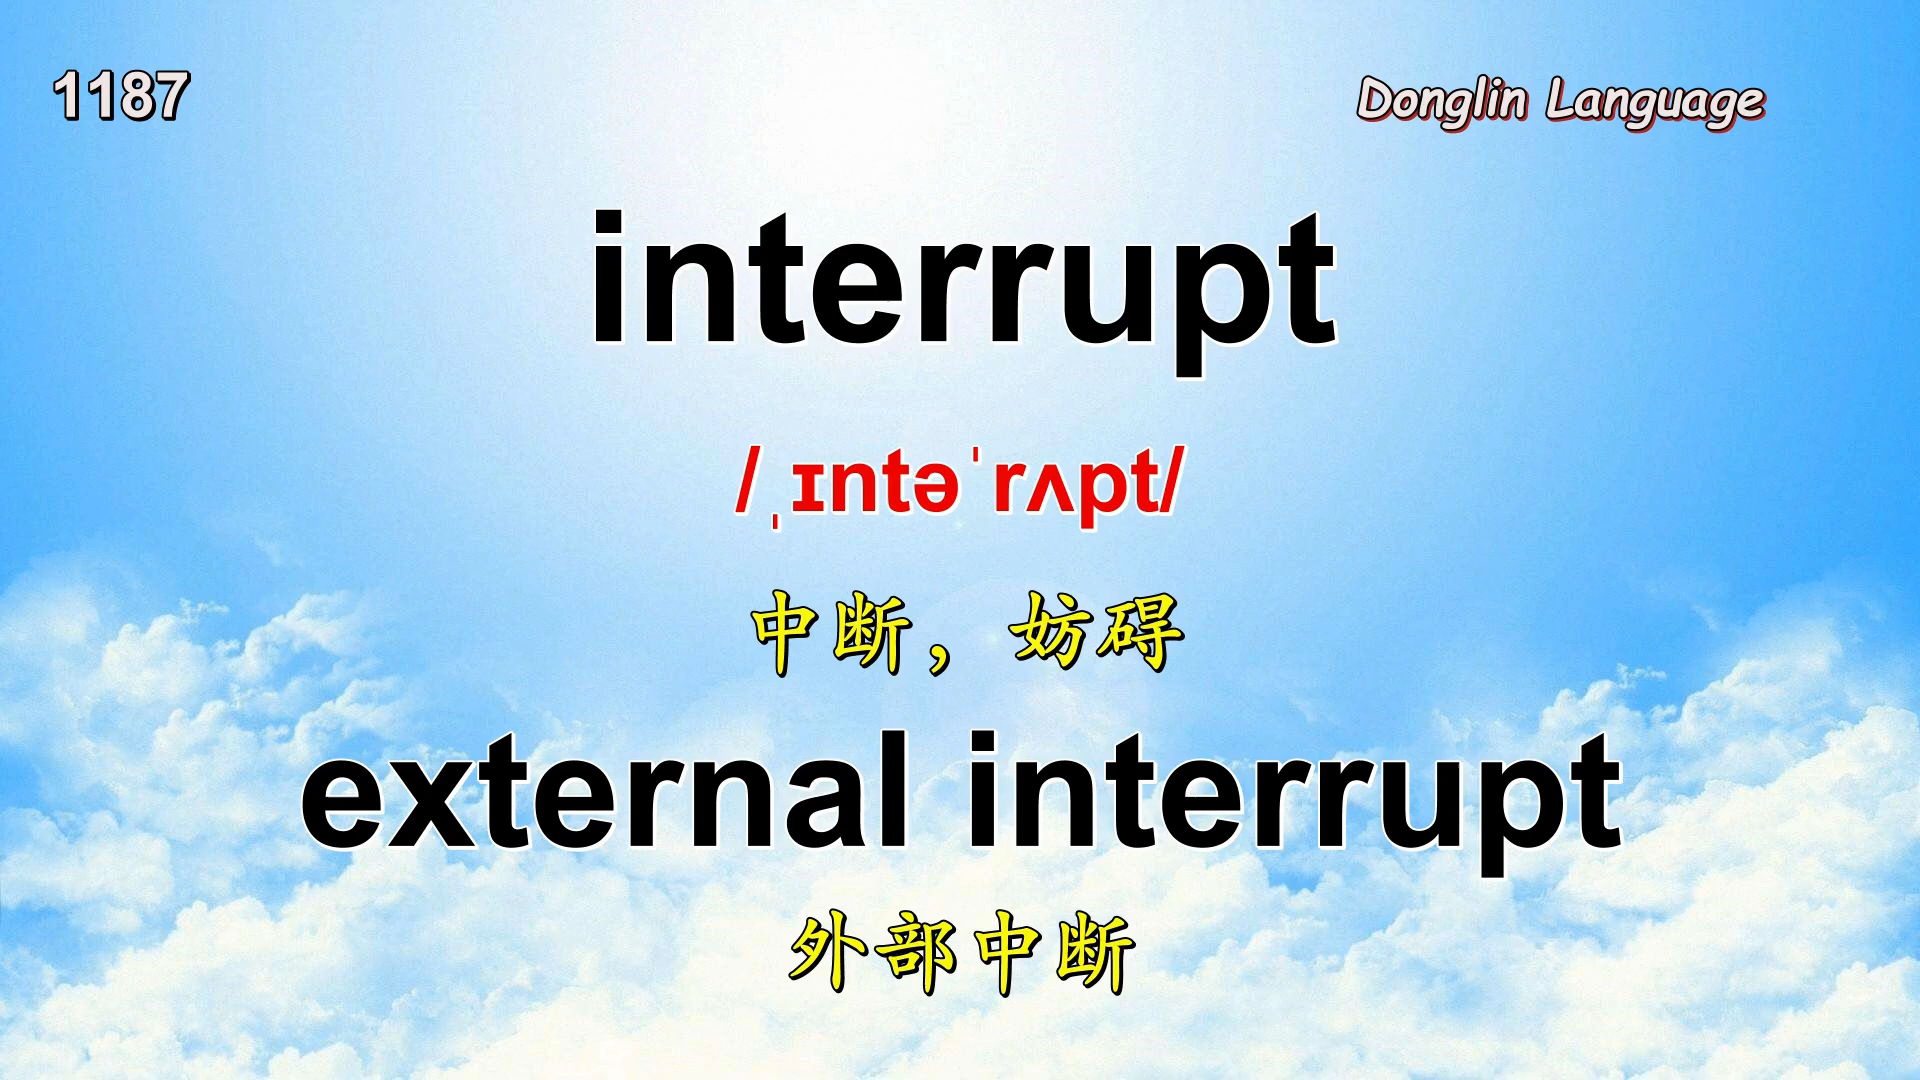 1187
Donglin Language
interrupt
/ˌɪntəˈrʌpt/
中断，妨碍
external interrupt
外部中断